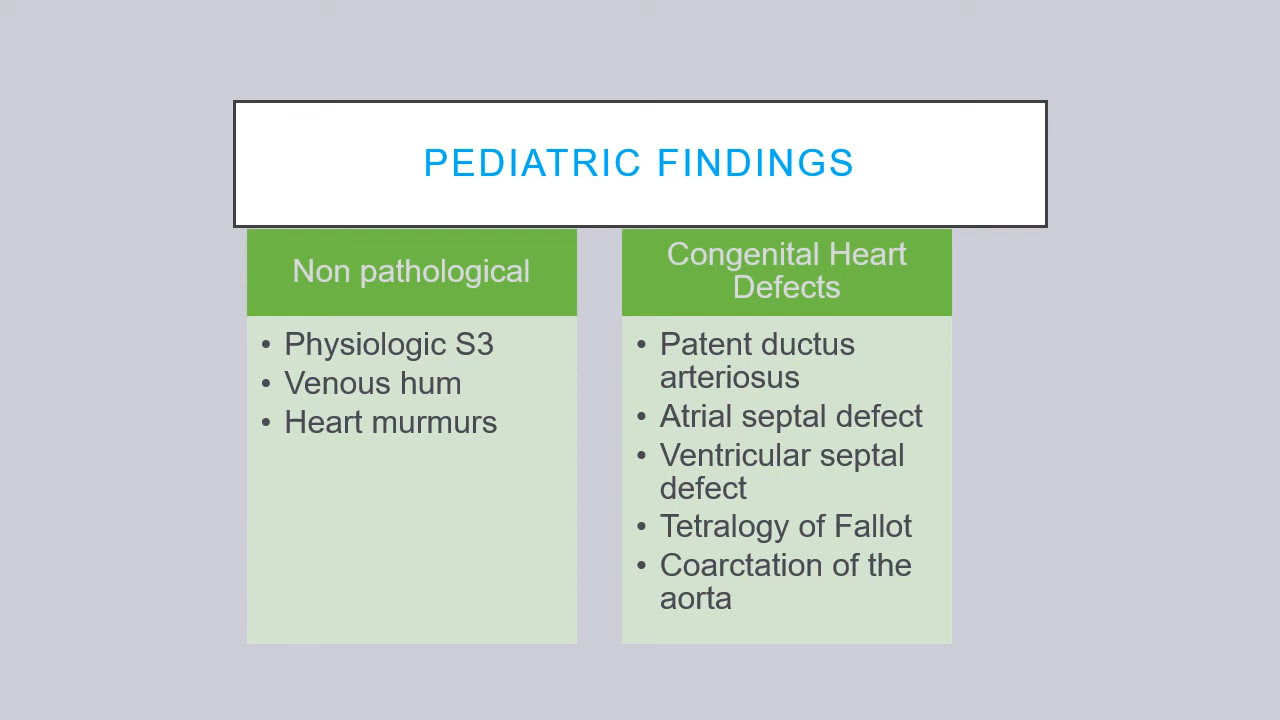 PEDIATRIC FINDINGS
Non pathological
• Physiologic S3
• Venous hum
• Heart murmurs
Congenital Heart
Defects
• Patent ductus
arteriosus
• Atrial septal defect
• Ventricular septal
defect
• Tetralogy of Fallot
• Coarctation of the
aorta